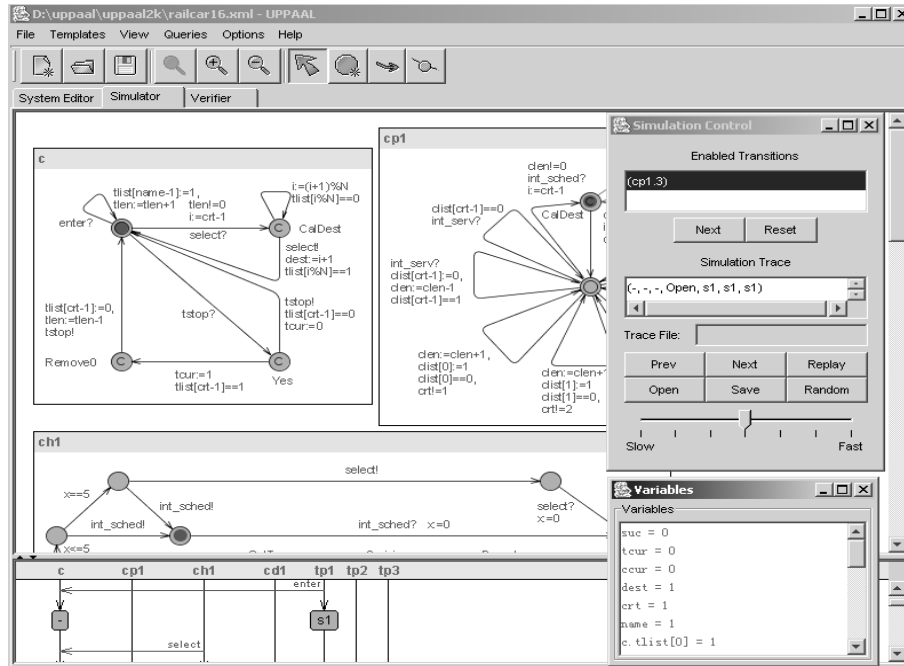 D:\uppaal\uppaal2k\railcar16.xml - UPPAAL
File Templates View Queries Options Help
System Editor Simulator Verifier
c
tlist[name-1]:=1,
tlen:=tlen+1
tlen!=0
i:=crt-1
i:=(i+1)%N
tlist[i%N]==0
enter?
select?
C CalDest
select!
dest:=i+1
tlist[i%N]==1
tstop?
tstop!
tlist[crt-1]==0
tcur:=0
tlist[crt-1]:=0,
tlen:=tlen-1
tstop!
Remove0 C
C
Yes
tcur:=1
tlist[crt-1]==1
cp1
clen!=0
int_sched?
i:=crt-1
CalDest
clist[crt-1]==0
int_serv?
int_serv?
clist[crt-1]:=0,
clen:=clen-1
clist[crt-1]==1
clen:=clen+1,
clist[0]:=1
clist[0]==0,
crt!=1
clen:=clen+
clist[1]:=1
clist[1]==0,
crt!=2
ch1
select!
x==5
int_sched!
int_sched!
int_sched? x=0
select?
x=0
x<=5
c cp1 ch1 cd1 tp1 tp2 tp3
enter
- s1
select
Simulation Control
Enabled Transitions
(cp1.3)
Next Reset
Simulation Trace
(-, -, -, Open, s1, s1, s1)
Trace File:
Prev Next Replay
Open Save Random
Slow Fast
Variables
Variables
suc = 0
tcur = 0
ccur = 0
dest = 1
crt = 1
name = 1
c.tlist[0] = 1